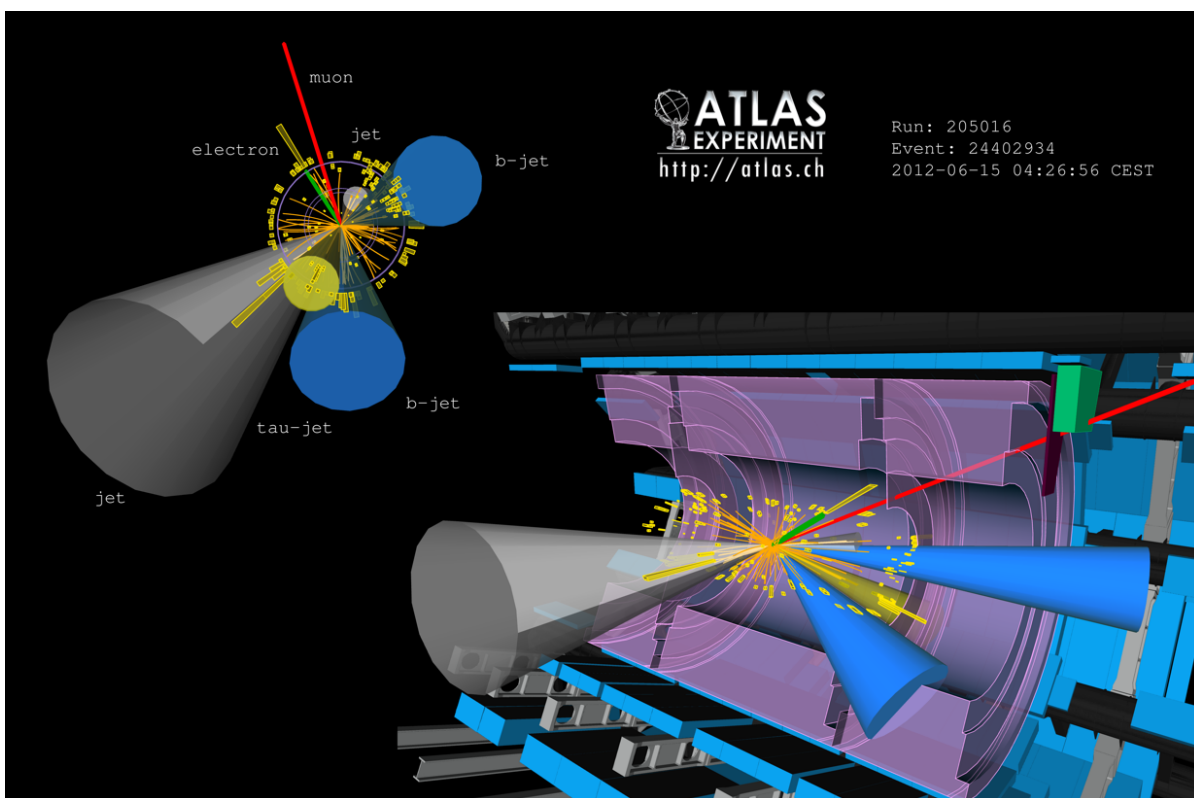 muon
jet
electron
b-jet
b-jet
tau-jet
jet
ATLAS
EXPERIMENT
http://atlas.ch
Run: 205016
Event: 24402934
2012-06-15 04:26:56 CEST